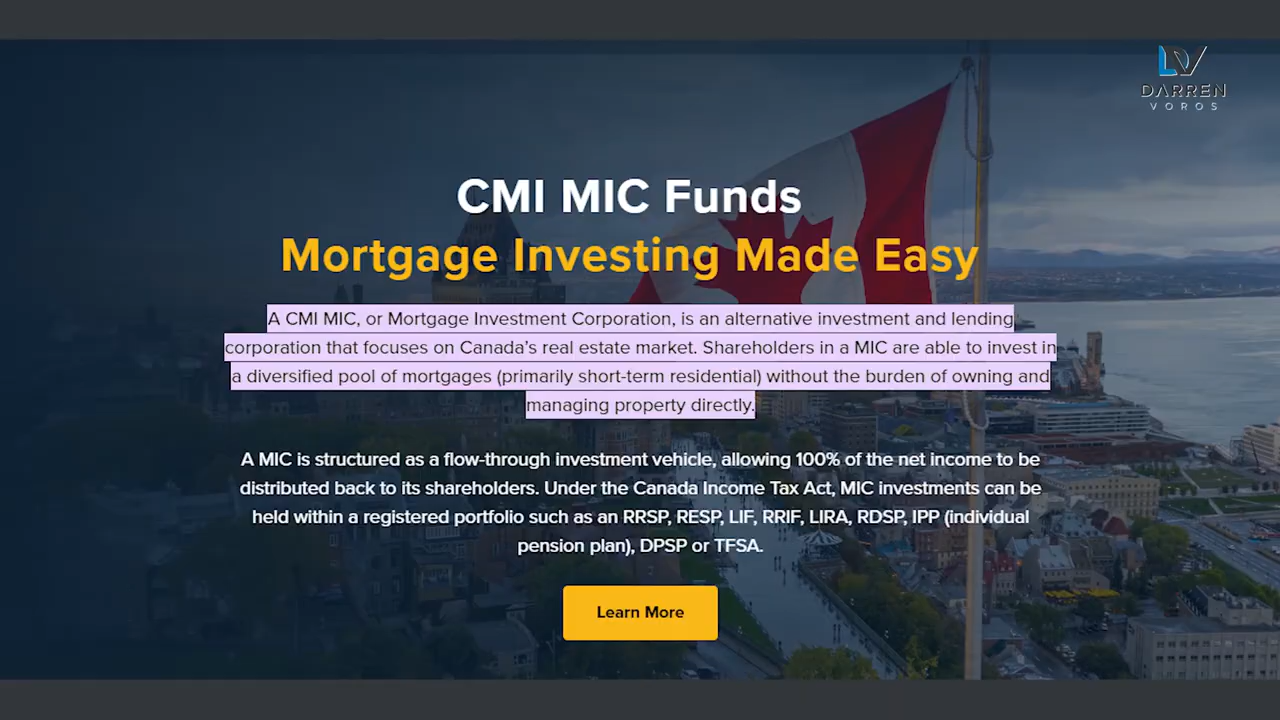 DARREN
VOROS
CMI MIC Funds
Mortgage Investing Made Easy
A CMI MIC, or Mortgage Investment Corporation, is an alternative investment and lending
corporation that focuses on Canada’s real estate market. Shareholders in a MIC are able to invest in
a diversified pool of mortgages (primarily short-term residential) without the burden of owning and
managing property directly.
A MIC is structured as a flow-through investment vehicle, allowing 100% of the net income to be
distributed back to its shareholders. Under the Canada Income Tax Act, MIC investments can be
held within a registered portfolio such as an RRSP, RESP, LIF, RRIF, LIRA, RDSP, IPP (individual
pension plan), DPSP or TFSA.
Learn More